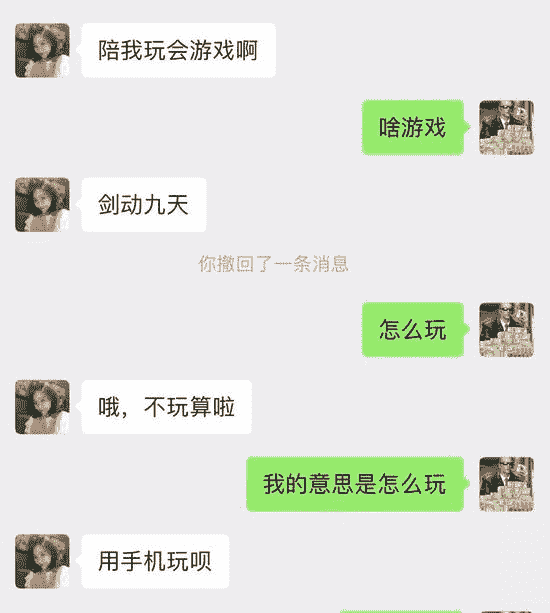 陪我玩会游戏啊
啥游戏
剑动九天
你撤回了一条消息
怎么玩
哦，不玩算啦
我的意思是怎么玩
用手机玩呗